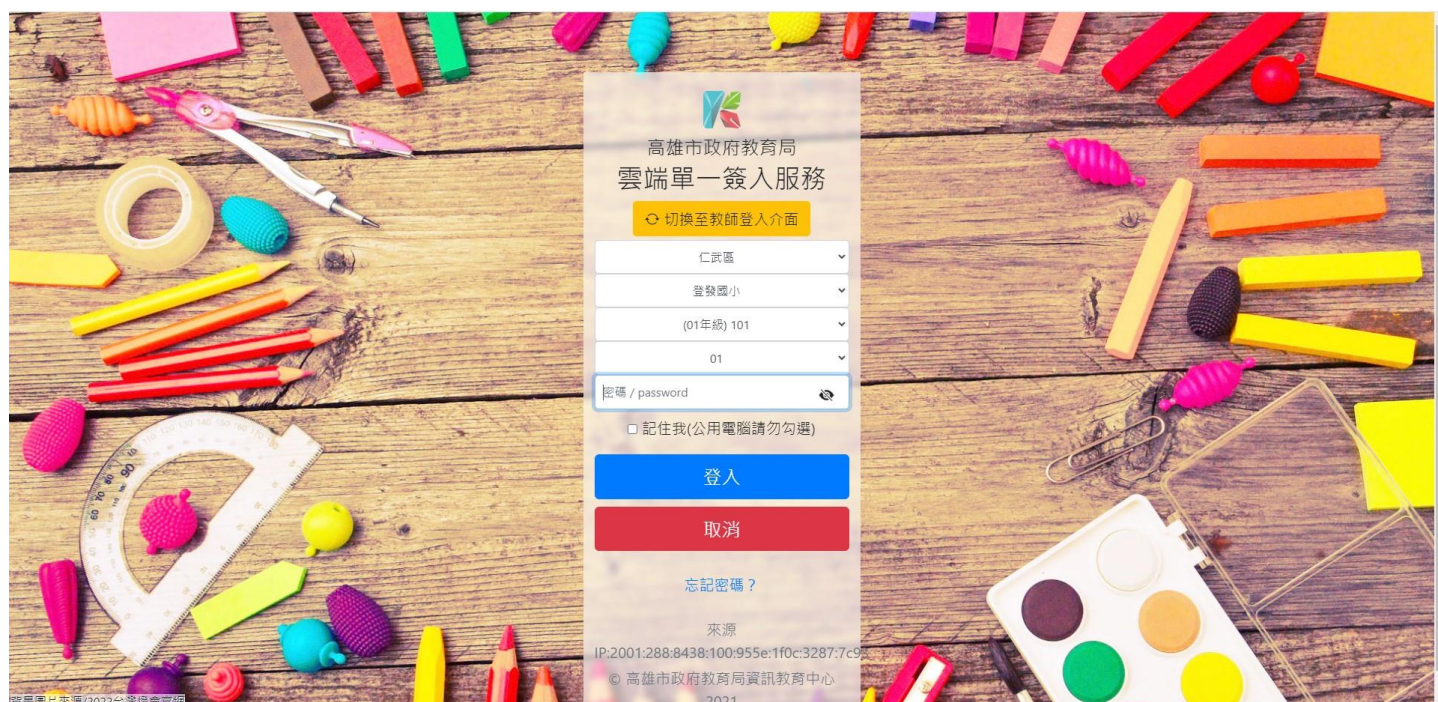 高雄市政府教育局
雲端單一簽入服務
切換至教師登入介面
仁武區
登發國小
(01年級) 101
01
密碼 / password
記住我(公用電腦請勿勾選)
登入
取消
忘記密碼？
來源
IP:2001:288:8438:100:955e:1f0c:3287:7c93
© 高雄市政府教育局資訊教育中心
2021